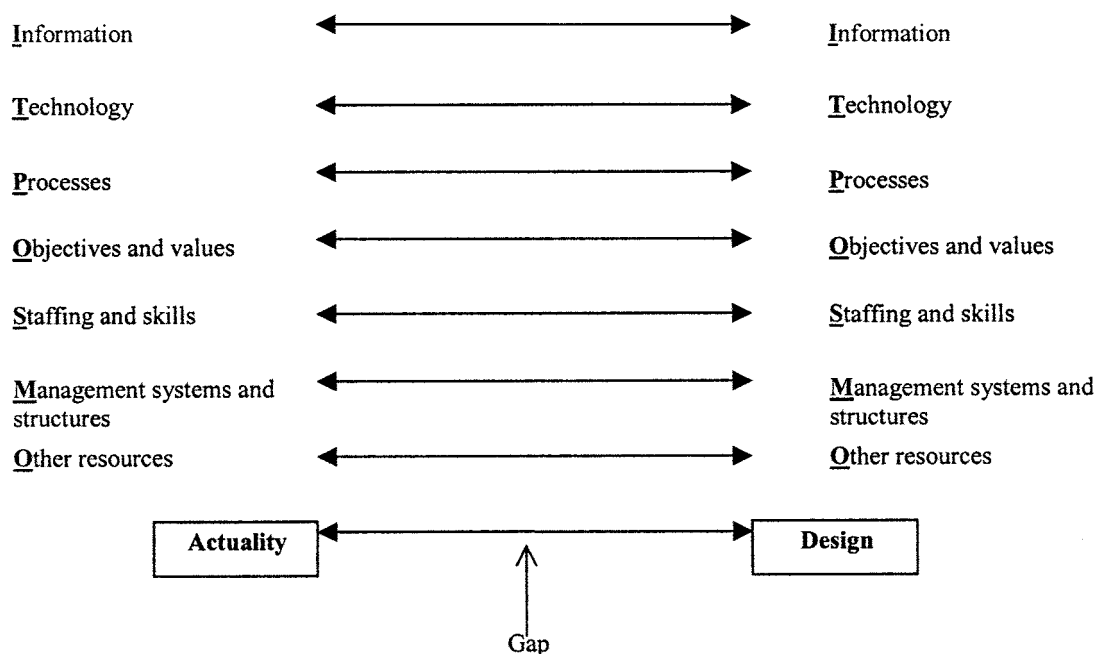 Information Information
Technology Technology
Processes Processes
Objectives and values Objectives and values
Staffing and skills Staffing and skills
Management systems and Management systems and
structures structures
Other resources Other resources
Actuality Design
Gap